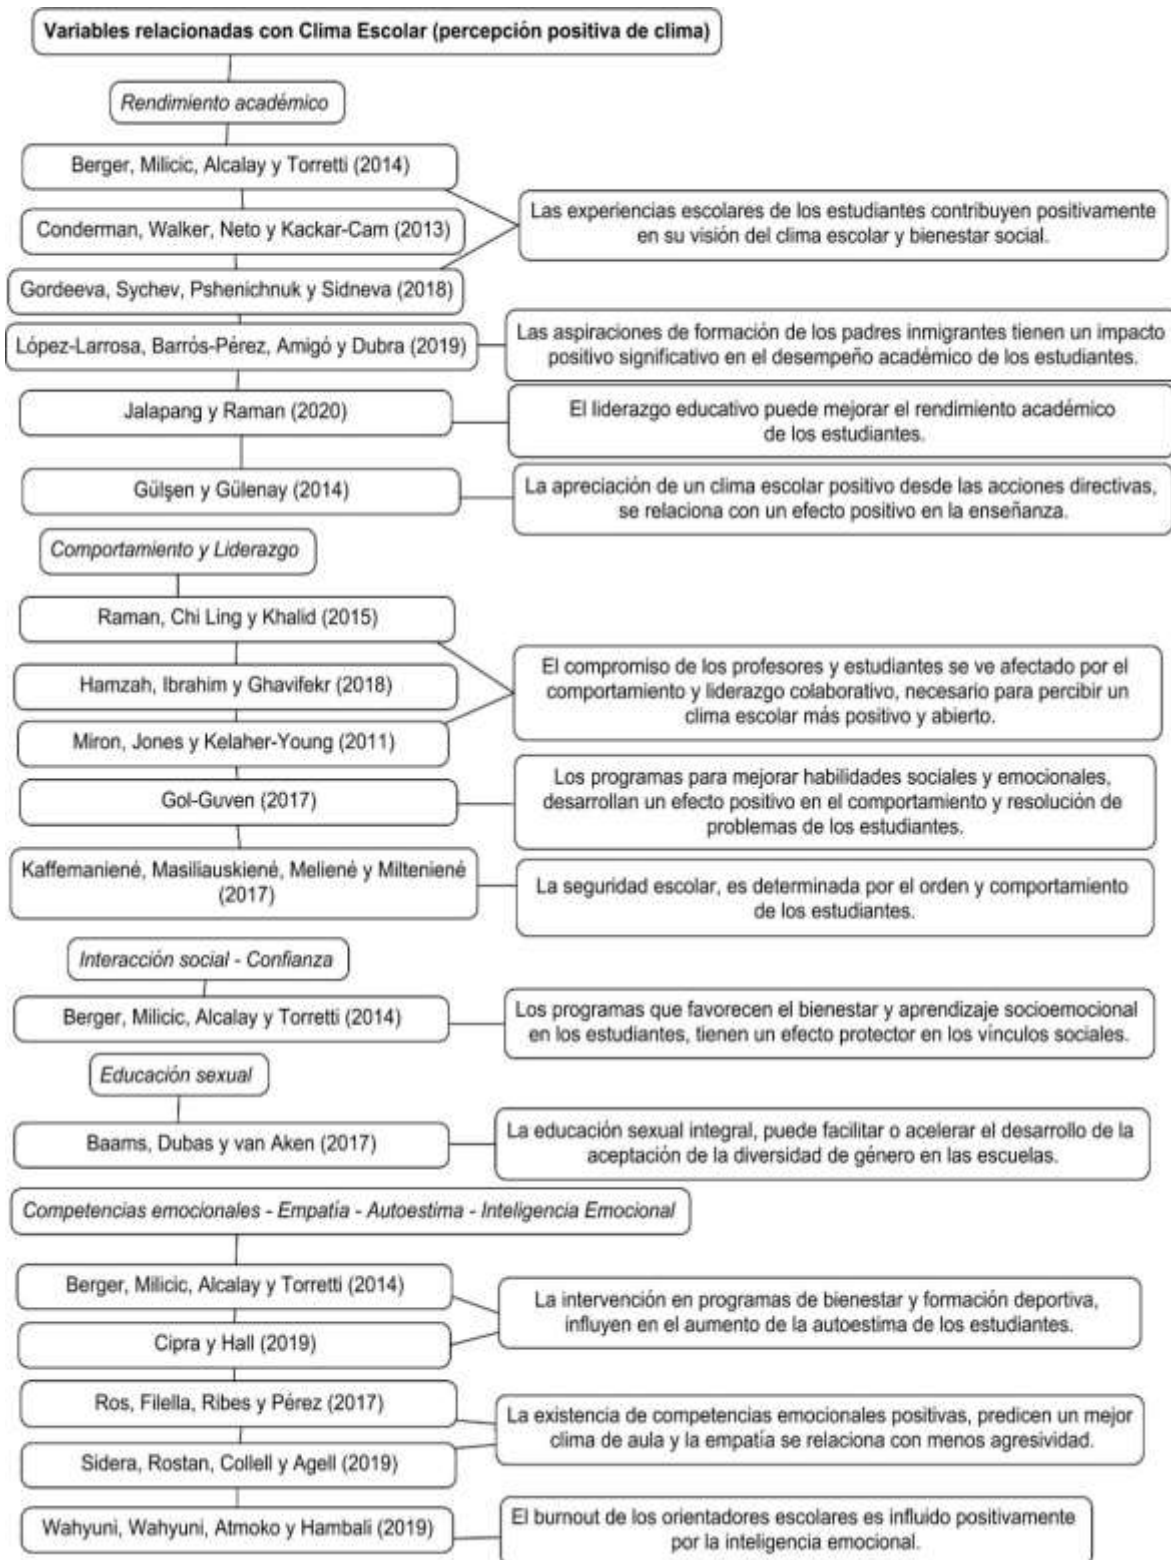 Variables relacionadas con Clima Escolar (percepción positiva de clima)
Rendimiento académico
Berger, Milicic, Alcalay y Torretti (2014)
Conderman, Walker, Neto y Kackar-Cam (2013)
Gordeeva, Sychev, Pshenichnuk y Sidneva (2018)
Las experiencias escolares de los estudiantes contribuyen positivamente
en su visión del clima escolar y bienestar social.
López-Larrosa, Barrós-Pérez, Amigó y Dubra (2019)
Las aspiraciones de formación de los padres inmigrantes tienen un impacto
positivo significativo en el desempeño académico de los estudiantes.
Jalapang y Raman (2020)
El liderazgo educativo puede mejorar el rendimiento académico
de los estudiantes.
Gülşen y Gülenay (2014)
La apreciación de un clima escolar positivo desde las acciones directivas,
se relaciona con un efecto positivo en la enseñanza.
Comportamiento y Liderazgo
Raman, Chi Ling y Khalid (2015)
Hamzah, Ibrahim y Ghavifekr (2018)
Miron, Jones y Kelaher-Young (2011)
El compromiso de los profesores y estudiantes se ve afectado por el
comportamiento y liderazgo colaborativo, necesario para percibir un
clima escolar más positivo y abierto.
Gol-Guven (2017)
Los programas para mejorar habilidades sociales y emocionales,
desarrollan un efecto positivo en el comportamiento y resolución de
problemas de los estudiantes.
Kaffemaniené, Masiliauskiené, Meliené y Milteniené
(2017)
La seguridad escolar, es determinada por el orden y comportamiento
de los estudiantes.
Interacción social - Confianza
Berger, Milicic, Alcalay y Torretti (2014)
Los programas que favorecen el bienestar y aprendizaje socioemocional
en los estudiantes, tienen un efecto protector en los vínculos sociales.
Educación sexual
Baams, Dubas y van Aken (2017)
La educación sexual integral, puede facilitar o acelerar el desarrollo de la
aceptación de la diversidad de género en las escuelas.
Competencias emocionales - Empatía - Autoestima - Inteligencia Emocional
Berger, Milicic, Alcalay y Torretti (2014)
Cipra y Hall (2019)
La intervención en programas de bienestar y formación deportiva,
influyen en el aumento de la autoestima de los estudiantes.
Ros, Filella, Ribes y Pérez (2017)
Sidera, Rostan, Collell y Agell (2019)
La existencia de competencias emocionales positivas, predicen un mejor
clima de aula y la empatía se relaciona con menos agresividad.
Wahyuni, Wahyuni, Atmoko y Hambali (2019)
El burnout de los orientadores escolares es influido positivamente
por la inteligencia emocional.